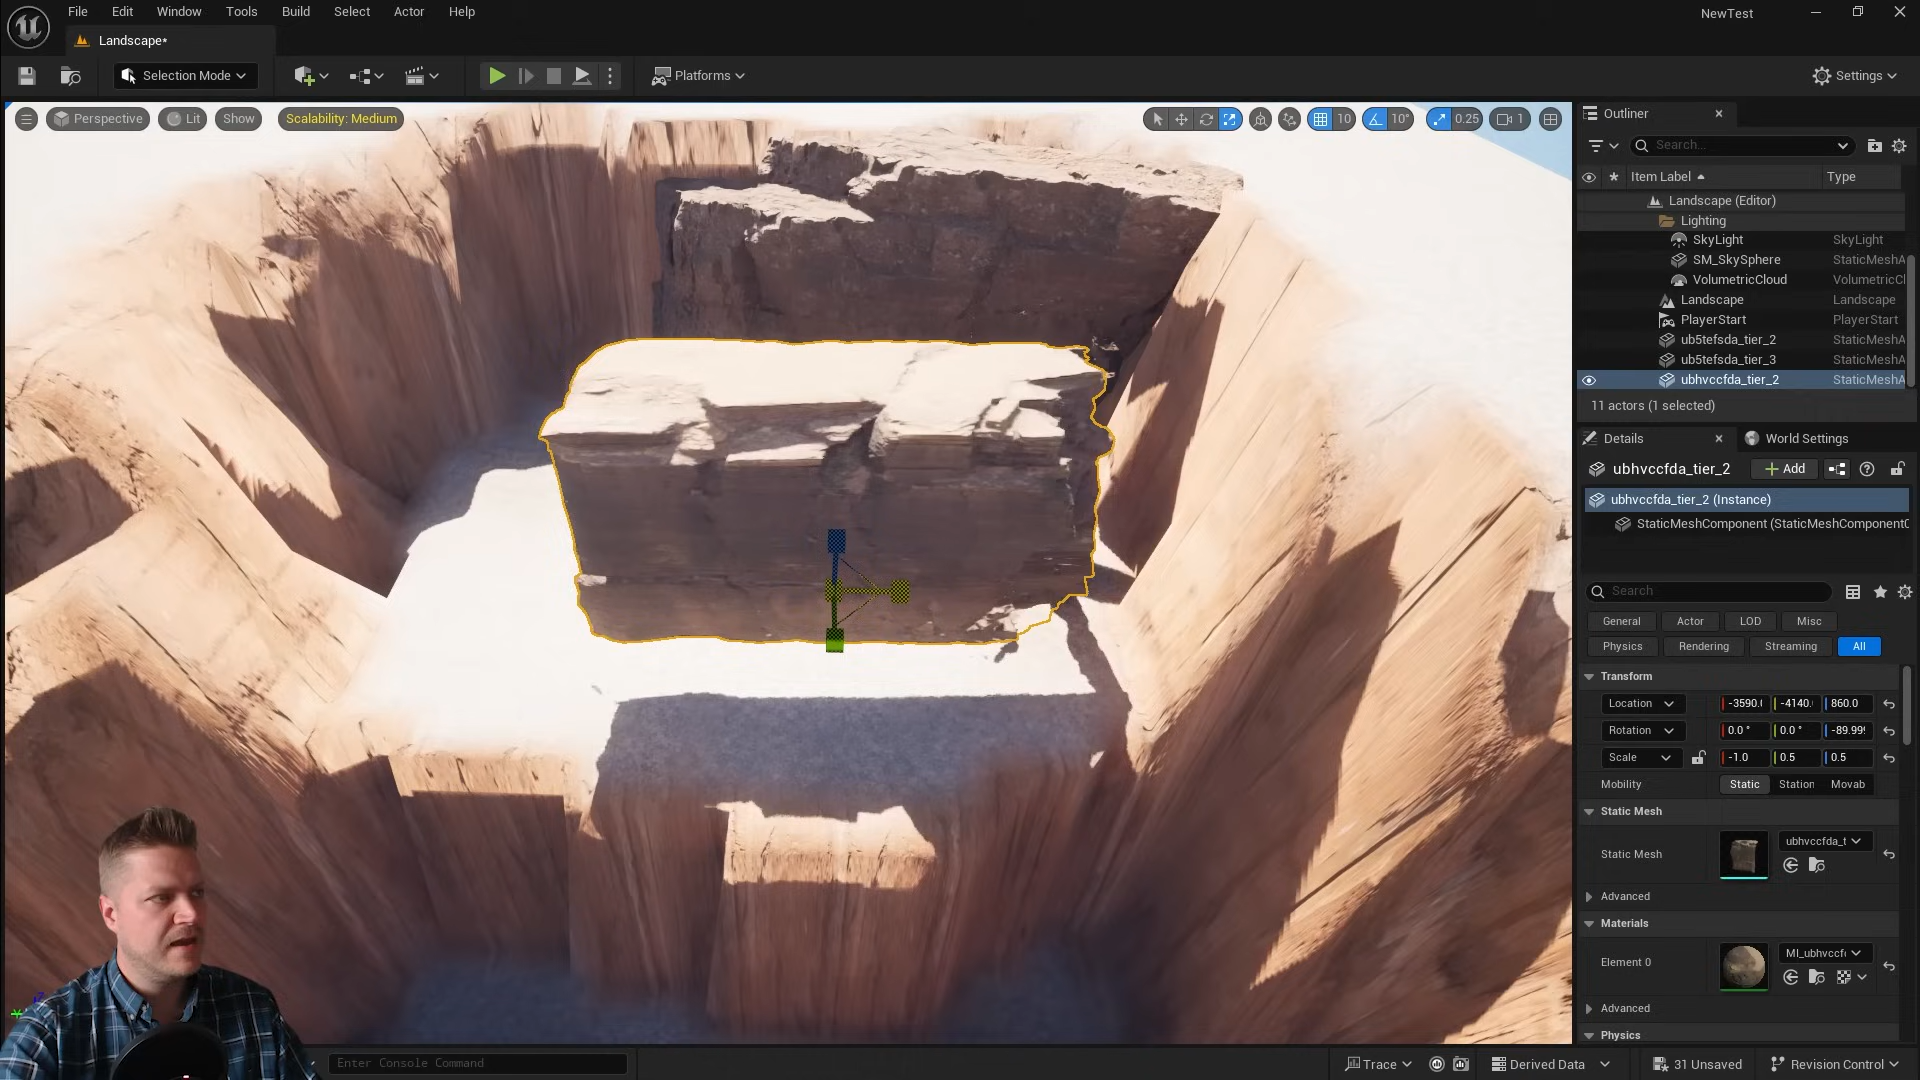 File Edit Window Tools Build Select Actor Help
NewTest
Landscape*
Selection Mode
Platforms
Settings
Perspective Lit Show Scalability: Medium
10 10° 0.25 1
Outliner
Search...
Item Label Type
Landscape (Editor)
Lighting
SkyLight SkyLight
SM_SkySphere StaticMeshA
VolumetricCloud VolumetricCl
Landscape Landscape
PlayerStart PlayerStart
ub5tefsda_tier_2 StaticMeshA
ub5tefsda_tier_3 StaticMeshA
ubhvccfda_tier_2 StaticMeshA
11 actors (1 selected)
Details World Settings
ubhvccfda_tier_2 Add
ubhvccfda_tier_2 (Instance)
StaticMeshComponent (StaticMeshComponent0
Search
General Actor LOD Misc
Physics Rendering Streaming All
Transform
Location -3590.( -4140. 860.0
Rotation 0.0 ° 0.0 ° -89.99
Scale -1.0 0.5 0.5
Mobility Static Station Movab
Static Mesh
ubhvccfda_t
Static Mesh
Advanced
Materials
MI_ubhvccf
Element 0
Advanced
Physics
Enter Console Command
Trace Derived Data 31 Unsaved Revision Control